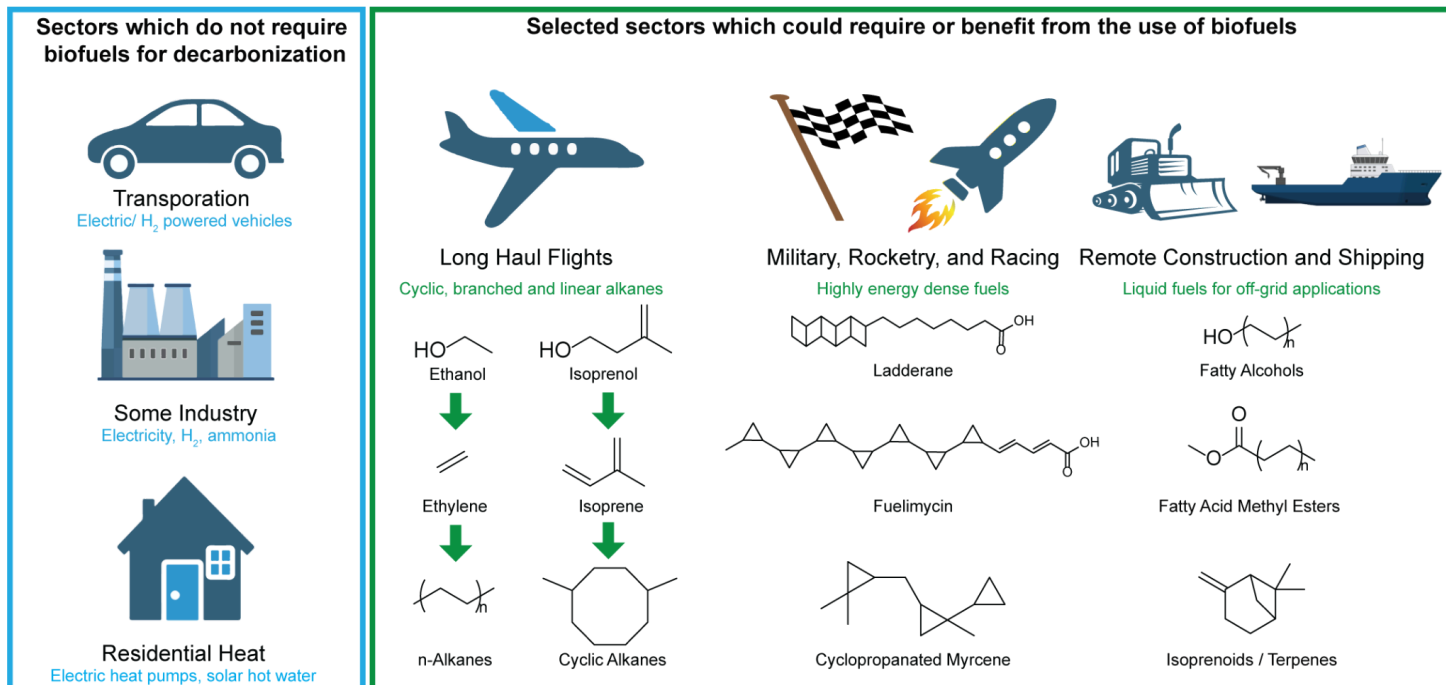 Sectors which do not require
biofuels for decarbonization
Transporation
Electric/ H₂ powered vehicles
Some Industry
Electricity, H₂, ammonia
Residential Heat
Electric heat pumps, solar hot water
Selected sectors which could require or benefit from the use of biofuels
Long Haul Flights
Cyclic, branched and linear alkanes
HO
Ethanol
HO
Isoprenol
Ethylene
Isoprene
n
n-Alkanes
Cyclic Alkanes
Military, Rocketry, and Racing
Highly energy dense fuels
OH
O
Ladderane
OH
O
Fuelimycin
Cyclopropanated Myrcene
Remote Construction and Shipping
Liquid fuels for off-grid applications
HO
n
Fatty Alcohols
O
O
n
Fatty Acid Methyl Esters
Isoprenoids / Terpenes